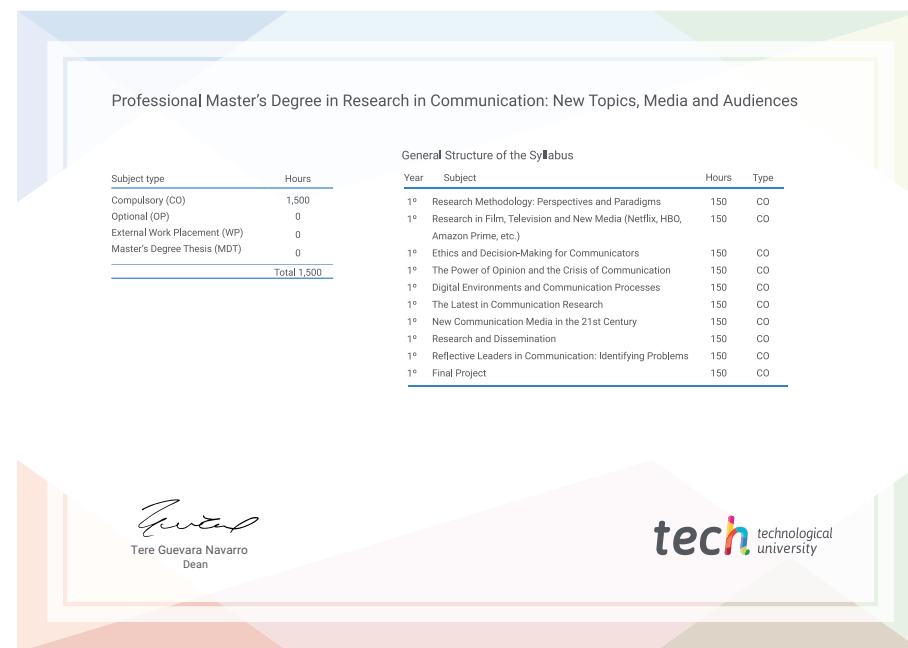 Professional Master's Degree in Research in Communication: New Topics, Media and Audiences
Subject type Hours
Compulsory (CO) 1,500
Optional (OP) 0
External Work Placement (WP) 0
Master's Degree Thesis (MDT) 0
Total 1,500
General Structure of the Syllabus
Year Subject Hours Type
1º Research Methodology: Perspectives and Paradigms 150 CO
1º Research in Film, Television and New Media (Netflix, HBO, 150 CO
Amazon Prime, etc.)
1º Ethics and Decision-Making for Communicators 150 CO
1º The Power of Opinion and the Crisis of Communication 150 CO
1º Digital Environments and Communication Processes 150 CO
1º The Latest in Communication Research 150 CO
1º New Communication Media in the 21st Century 150 CO
1º Research and Dissemination 150 CO
1º Reflective Leaders in Communication: Identifying Problems 150 CO
1º Final Project 150 CO
Tere Guevara Navarro
Dean
tech technological
university